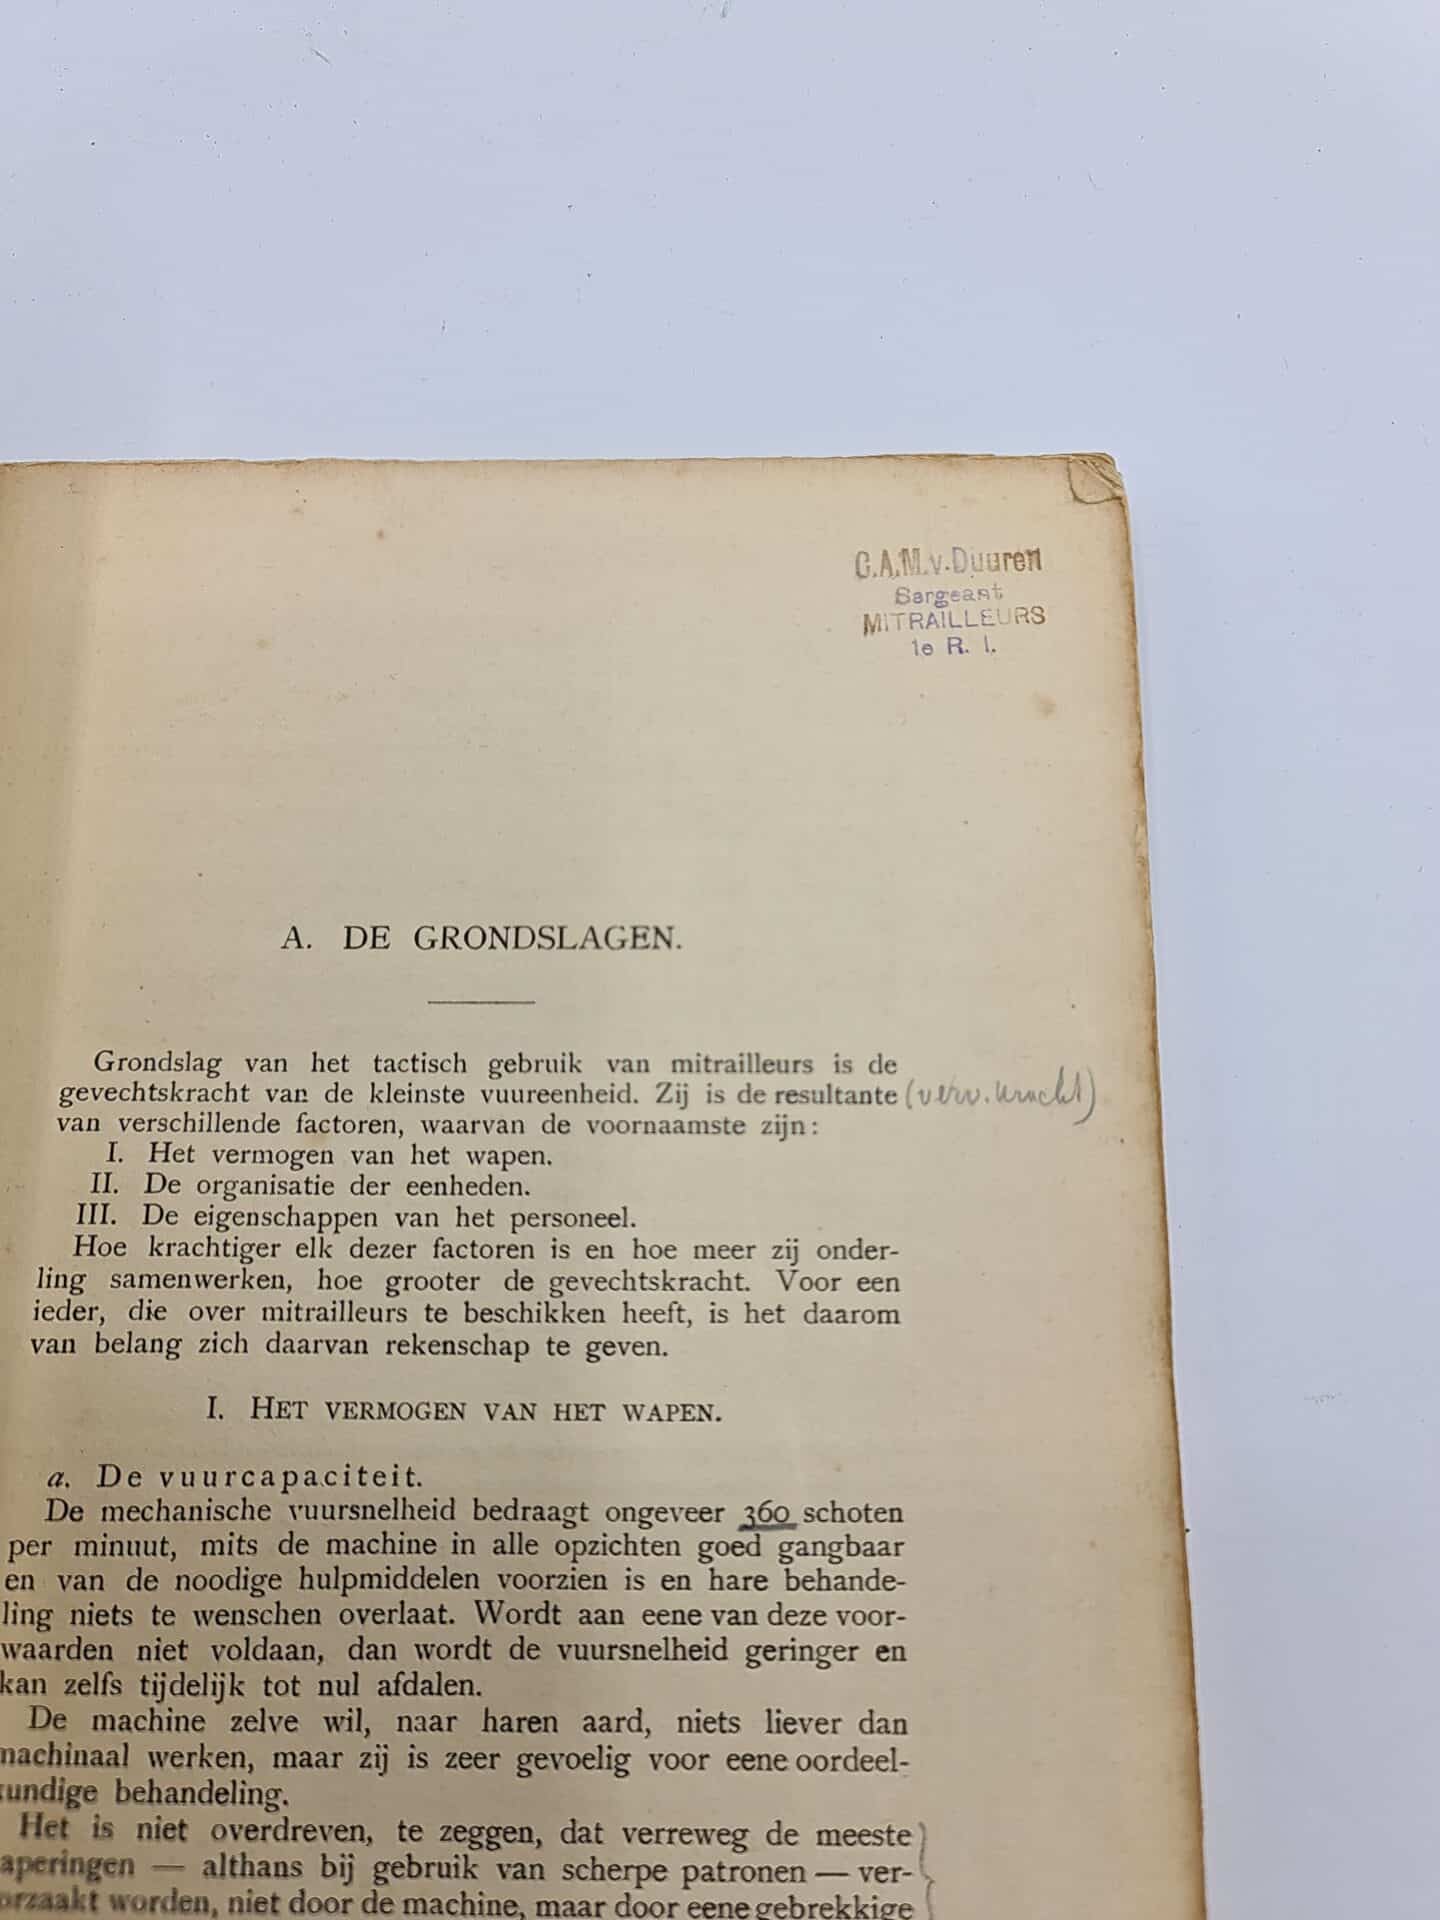 C.A.M.v.Duuren
Sargeant
MITRAILLEURS
1e R. I.
A. DE GRONDSLAGEN.
Grondslag van het tactisch gebruik van mitrailleurs is de
gevechtskracht van de kleinste vuureenheid. Zij is de resultante (verv. kracht)
van verschillende factoren, waarvan de voornaamste zijn:
I. Het vermogen van het wapen.
II. De organisatie der eenheden.
III. De eigenschappen van het personeel.
Hoe krachtiger elk dezer factoren is en hoe meer zij onder-
ling samenwerken, hoe grooter de gevechtskracht. Voor een
ieder, die over mitrailleurs te beschikken heeft, is het daarom
van belang zich daarvan rekenschap te geven.
I. HET VERMOGEN VAN HET WAPEN.
a. De vuurcapaciteit.
De mechanische vuursnelheid bedraagt ongeveer 360 schoten
per minuut, mits de machine in alle opzichten goed gangbaar
en van de noodige hulpmiddelen voorzien is en hare behande-
ling niets te wenschen overlaat. Wordt aan eene van deze voor-
waarden niet voldaan, dan wordt de vuursnelheid geringer en
kan zelfs tijdelijk tot nul afdalen.
De machine zelve wil, naar haren aard, niets liever dan
machinaal werken, maar zij is zeer gevoelig voor eene oordeel-
kundige behandeling.
Het is niet overdreven, te zeggen, dat verreweg de meeste
aperingen — althans bij gebruik van scherpe patronen — ver-
orzaakt worden, niet door de machine, maar door eene gebrekkige